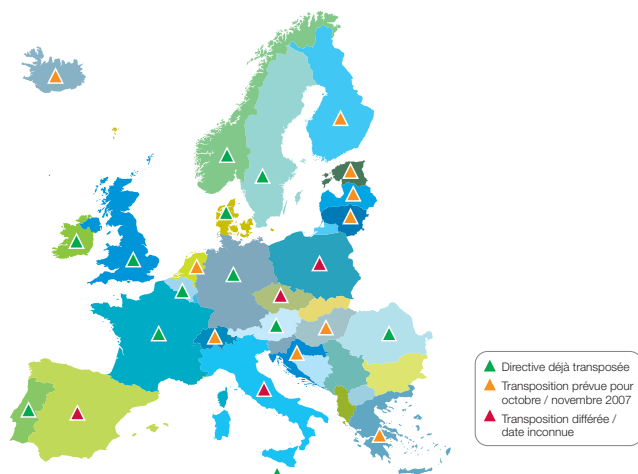 Directive déjà transposée
Transposition prévue pour
octobre / novembre 2007
Transposition différée /
date inconnue